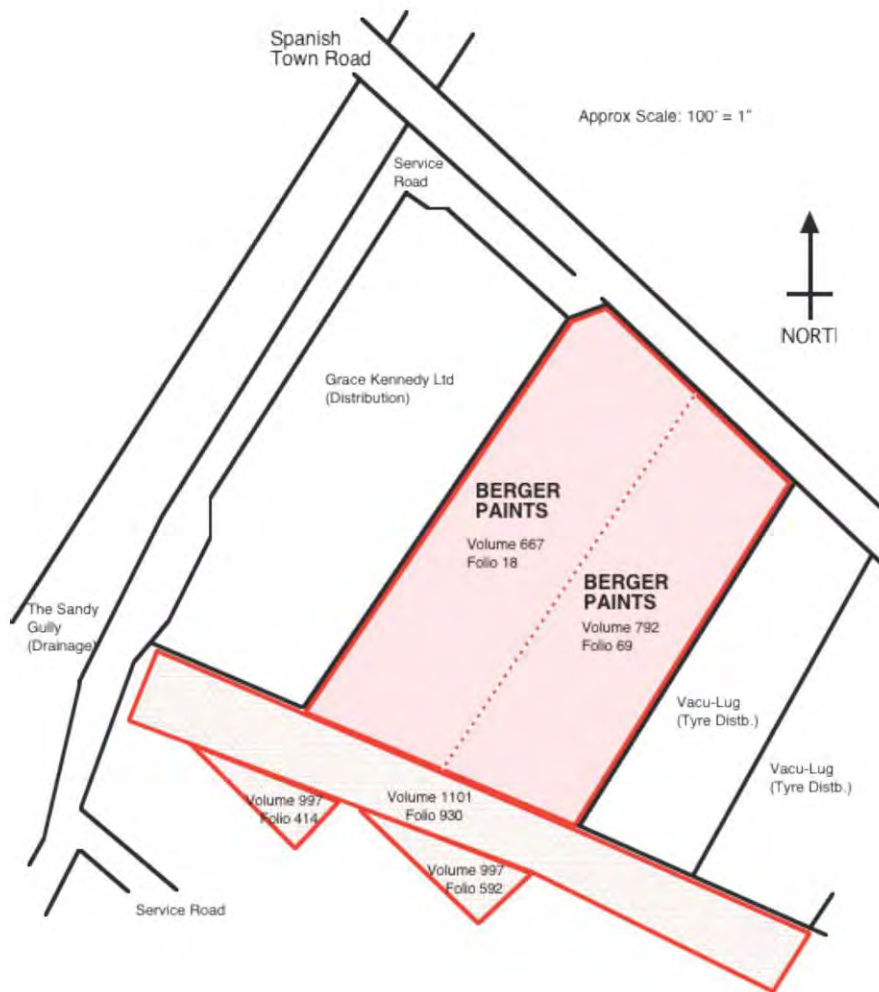 Spanish
Town Road
Approx Scale: 100' = 1"
Service
Road
NORTH
Grace Kennedy Ltd
(Distribution)
BERGER
PAINTS
Volume 667
Folio 18
BERGER
PAINTS
Volume 792
Folio 69
The Sandy
Gully
(Drainage)
Vacu-Lug
(Tyre Distb.)
Vacu-Lug
(Tyre Distb.)
Volume 997
Folio 414
Volume 1101
Folio 930
Volume 997
Folio 592
Service Road